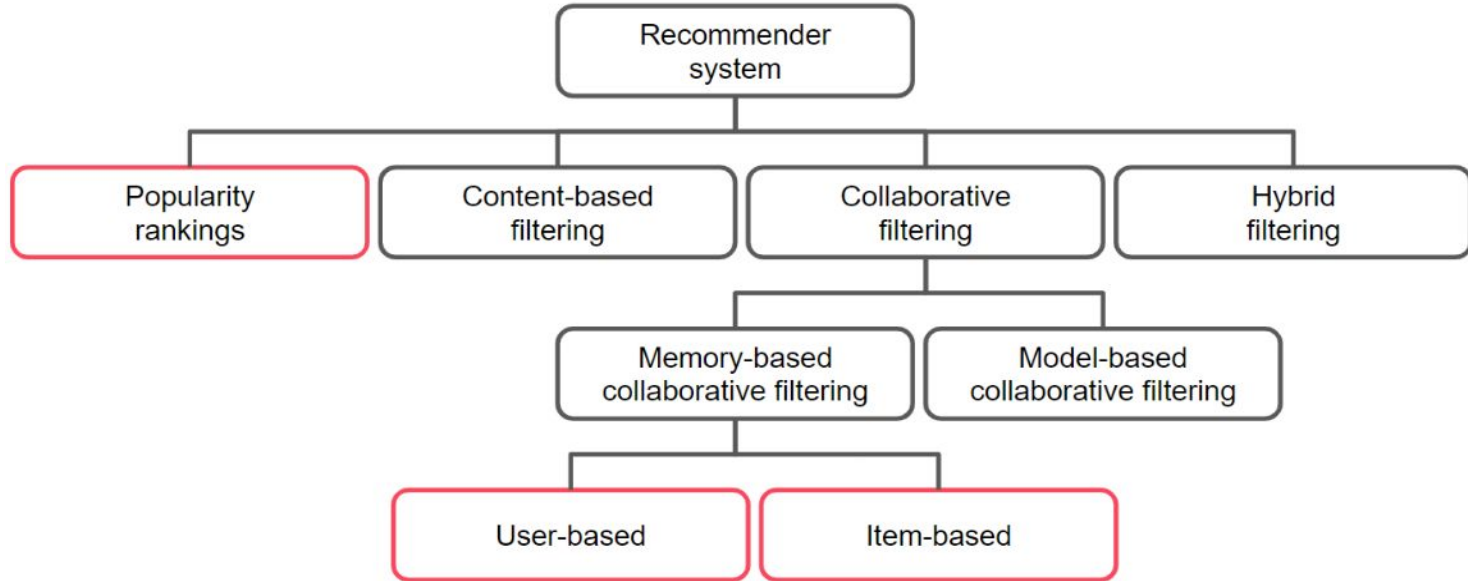 Recommender
system
Popularity
rankings
Content-based
filtering
Collaborative
filtering
Hybrid
filtering
Memory-based
collaborative filtering
Model-based
collaborative filtering
User-based
Item-based